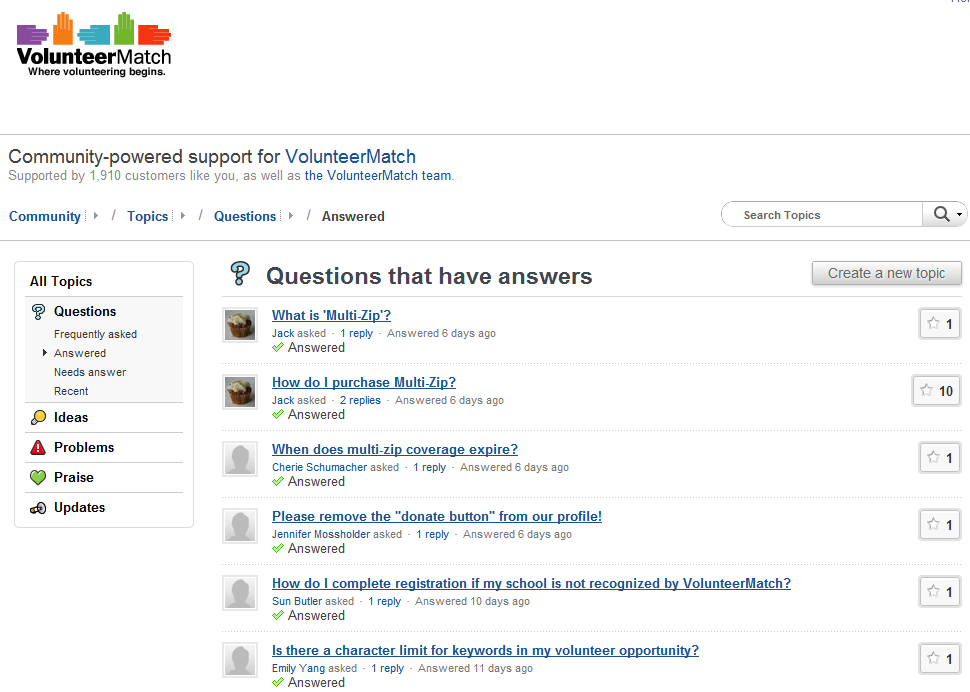 VolunteerMatch
Where volunteering begins.
Community-powered support for VolunteerMatch
Supported by 1,910 customers like you, as well as the VolunteerMatch team.
Community / Topics / Questions / Answered
Search Topics
All Topics
Questions
Frequently asked
Answered
Needs answer
Recent
Ideas
Problems
Praise
Updates
Questions that have answers
Create a new topic
What is 'Multi-Zip'?
Jack asked · 1 reply · Answered 6 days ago
Answered
1
How do I purchase Multi-Zip?
Jack asked · 2 replies · Answered 6 days ago
Answered
10
When does multi-zip coverage expire?
Cherie Schumacher asked · 1 reply · Answered 6 days ago
Answered
1
Please remove the "donate button" from our profile!
Jennifer Mossholder asked · 1 reply · Answered 6 days ago
Answered
1
How do I complete registration if my school is not recognized by VolunteerMatch?
Sun Butler asked · 1 reply · Answered 10 days ago
Answered
1
Is there a character limit for keywords in my volunteer opportunity?
Emily Yang asked · 1 reply · Answered 11 days ago
Answered
1